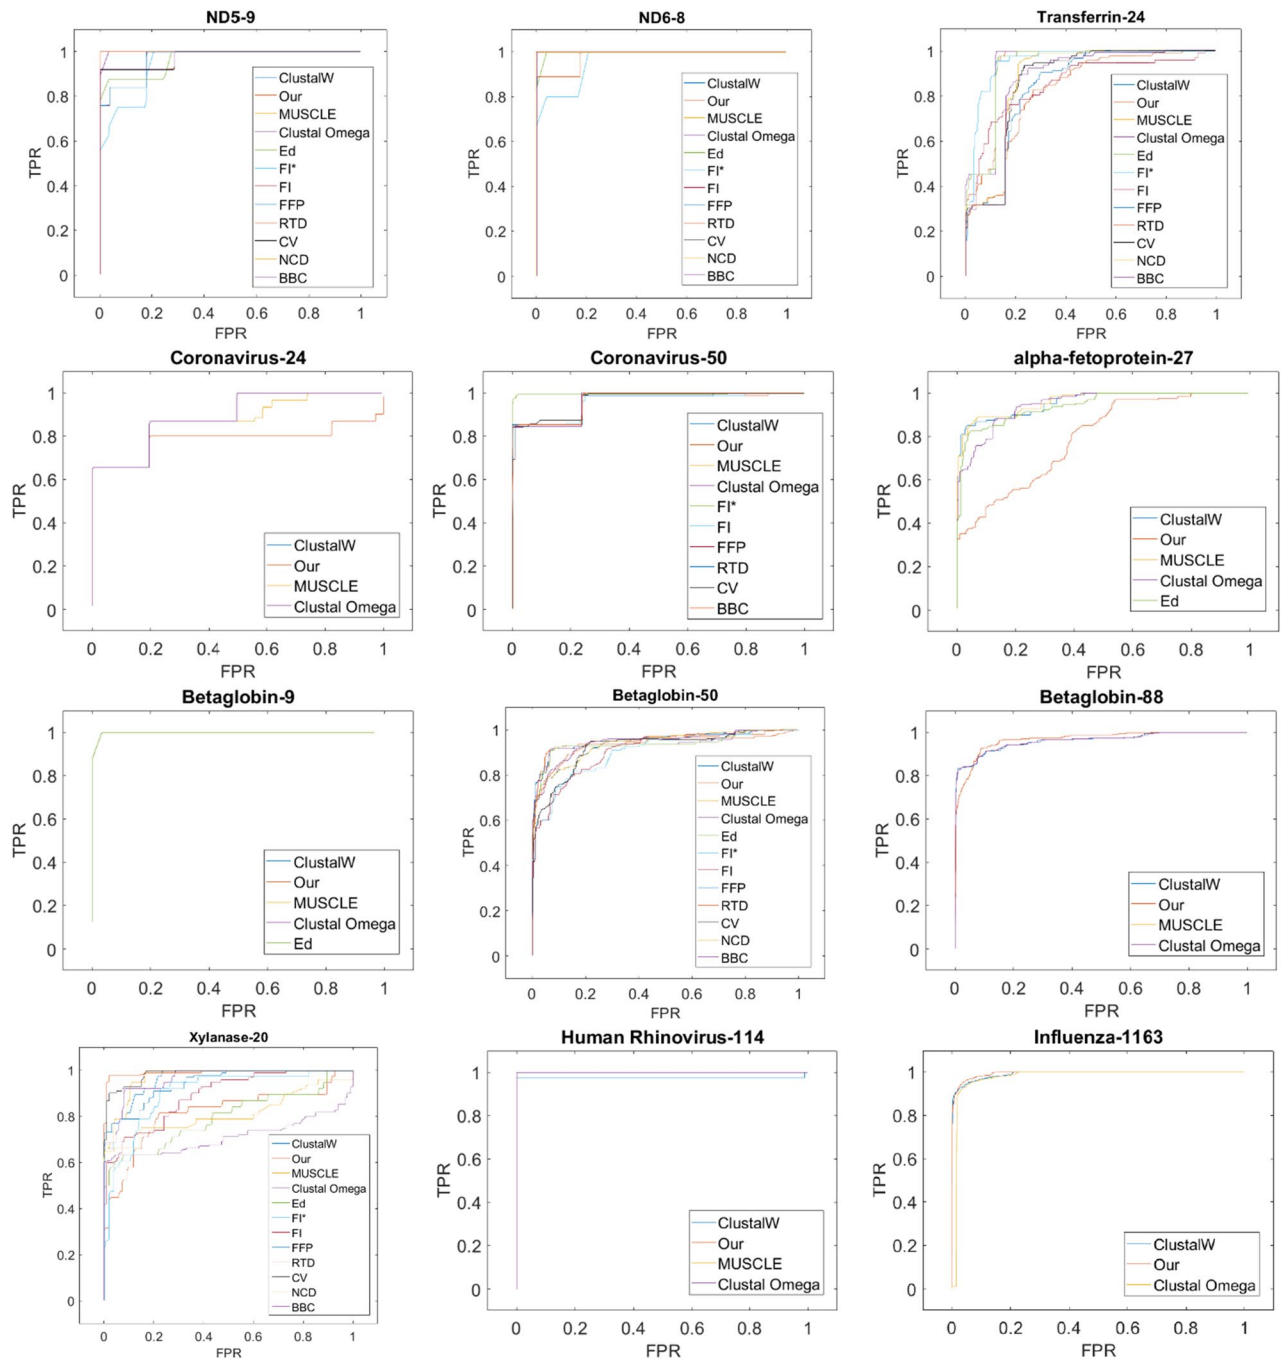 ND5-9
1
0.8
0.6
0.4
0.2
0
TPR
0 0.2 0.4 0.6 0.8 1
FPR
ClustalW
Our
MUSCLE
Clustal Omega
Ed
FI*
FI
FFP
RTD
CV
NCD
BBC
ND6-8
1
0.8
0.6
0.4
0.2
0
TPR
0 0.2 0.4 0.6 0.8 1
FPR
ClustalW
Our
MUSCLE
Clustal Omega
Ed
FI*
FI
FFP
RTD
CV
NCD
BBC
Transferrin-24
1
0.8
0.6
0.4
0.2
0
TPR
0 0.2 0.4 0.6 0.8 1
FPR
ClustalW
Our
MUSCLE
Clustal Omega
Ed
FI*
FI
FFP
RTD
CV
NCD
BBC
Coronavirus-24
1
0.8
0.6
0.4
0.2
0
TPR
0 0.2 0.4 0.6 0.8 1
FPR
ClustalW
Our
MUSCLE
Clustal Omega
Coronavirus-50
1
0.8
0.6
0.4
0.2
0
TPR
0 0.2 0.4 0.6 0.8 1
FPR
ClustalW
Our
MUSCLE
Clustal Omega
FI*
FI
FFP
RTD
CV
BBC
alpha-fetoprotein-27
1
0.8
0.6
0.4
0.2
0
TPR
0 0.2 0.4 0.6 0.8 1
FPR
ClustalW
Our
MUSCLE
Clustal Omega
Ed
Betaglobin-9
1
0.8
0.6
0.4
0.2
0
TPR
0 0.2 0.4 0.6 0.8 1
FPR
ClustalW
Our
MUSCLE
Clustal Omega
Ed
Betaglobin-50
1
0.8
0.6
0.4
0.2
0
TPR
0 0.2 0.4 0.6 0.8 1
FPR
ClustalW
Our
MUSCLE
Clustal Omega
Ed
FI*
FI
FFP
RTD
CV
NCD
BBC
Betaglobin-88
1
0.8
0.6
0.4
0.2
0
TPR
0 0.2 0.4 0.6 0.8 1
FPR
ClustalW
Our
MUSCLE
Clustal Omega
Xylanase-20
1
0.8
0.6
0.4
0.2
0
TPR
0 0.2 0.4 0.6 0.8 1
FPR
ClustalW
Our
MUSCLE
Clustal Omega
Ed
FI*
FI
FFP
RTD
CV
NCD
BBC
Human Rhinovirus-114
1
0.8
0.6
0.4
0.2
0
TPR
0 0.2 0.4 0.6 0.8 1
FPR
ClustalW
Our
MUSCLE
Clustal Omega
Influenza-1163
1
0.8
0.6
0.4
0.2
0
TPR
0 0.2 0.4 0.6 0.8 1
FPR
ClustalW
Our
Clustal Omega